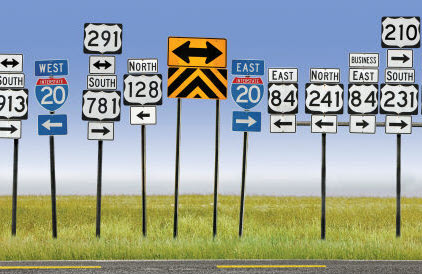 SOUTH
913
WEST
INTERSTATE
20
291
SOUTH
781
NORTH
128
EAST
INTERSTATE
20
EAST
84
NORTH
241
BUSINESS
EAST
84
210
SOUTH
231